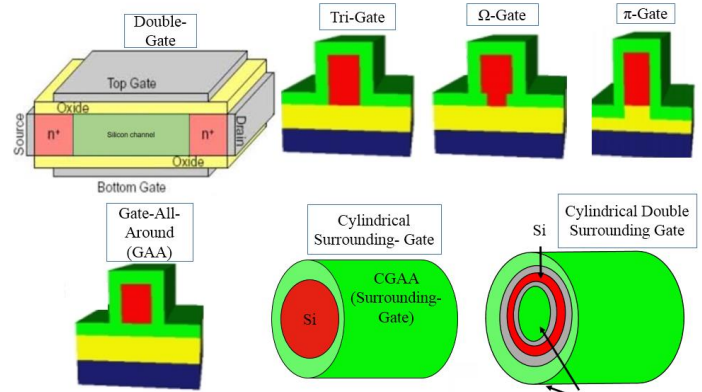 Double-
Gate
Tri-Gate
Ω-Gate
π-Gate
Top Gate
Oxide
Source
n⁺
Silicon channel
n⁺
Drain
Oxide
Bottom Gate
Gate-All-
Around
(GAA)
Cylindrical
Surrounding- Gate
Cylindrical Double
Surrounding Gate
Si
CGAA
(Surrounding-
Gate)
Si